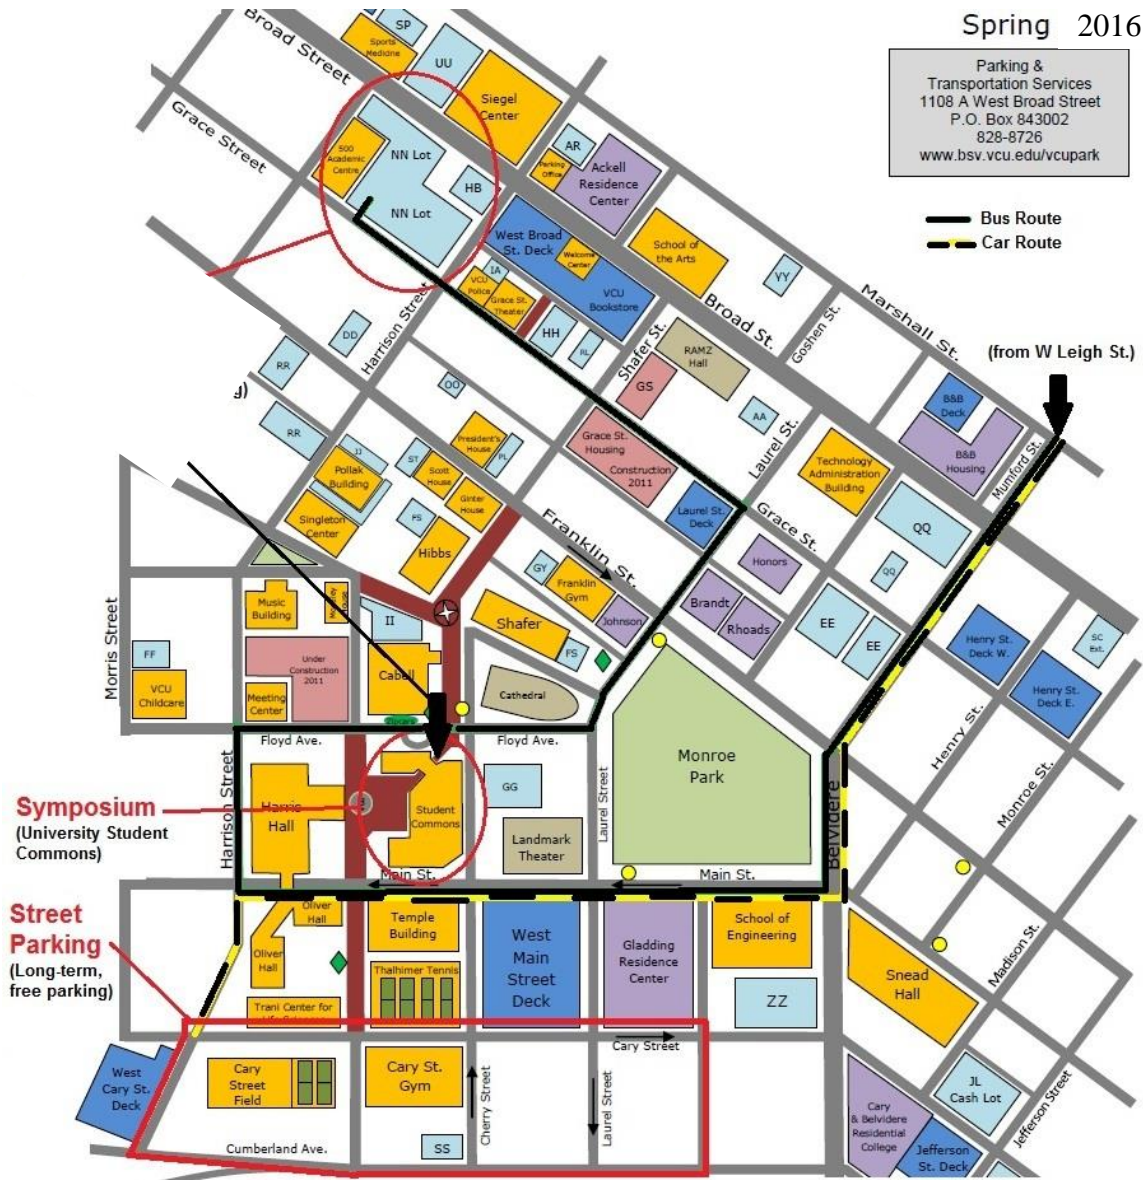 Spring 2016
Parking &
Transportation Services
1108 A West Broad Street
P.O. Box 843002
828-8726
www.bsv.vcu.edu/vcupark
Bus Route
Car Route
(from W Leigh St.)
Broad Street
Grace Street
SP
Sports
Medicine
UU
Siegel
Center
500
Academic
Centre
NN Lot
NN Lot
HB
AR
Parking
Office
Ackell
Residence
Center
West Broad
St. Deck
Welcome
Center
VCU
Bookstore
School of
the Arts
YY
IA
VCU
Police
Grace St.
Theater
HH
RL
Harrison Street
Shafer St.
Broad St.
Goshen St.
Marshall St.
DD
RR
RR
g)
OO
RAMZ
Hall
GS
AA
Laurel St.
B&B
Deck
B&B
Housing
Mumford St.
President's
House
PL
ST
Scott
House
Ginter
House
JJ
Pollak
Building
Singleton
Center
FS
Hibbs
Grace St.
Housing
Construction
2011
Laurel St.
Deck
Technology
Administration
Building
QQ
QQ
Grace St.
Franklin St.
GY
Franklin
Gym
Johnson
Honors
Brandt
Rhoads
EE
EE
Henry St.
Deck W.
Henry St.
Deck E.
SC
Ext.
Morris Street
Music
Building
II
Shafer
FS
FF
VCU
Childcare
Under
Construction
2011
Meeting
Center
Cabell
Cathedral
Floyd Ave.
Floyd Ave.
Monroe
Park
Henry St.
Monroe St.
Harrison Street
Harris
Hall
Student
Commons
GG
Landmark
Theater
Laurel Street
Belvidere
Symposium
(University Student
Commons)
Main St.
Main St.
Street
Parking
(Long-term,
free parking)
Oliver
Hall
Oliver
Hall
Temple
Building
West
Main
Street
Deck
Gladding
Residence
Center
School of
Engineering
ZZ
Snead
Hall
Madison St.
Thalhimer Tennis
Trani Center for
Cary Street
West
Cary St.
Deck
Cary
Street
Field
Cary St.
Gym
Cherry Street
Laurel Street
SS
Cumberland Ave.
Cary
& Belvidere
Residential
College
JL
Cash Lot
Jefferson
St. Deck
Jefferson Street